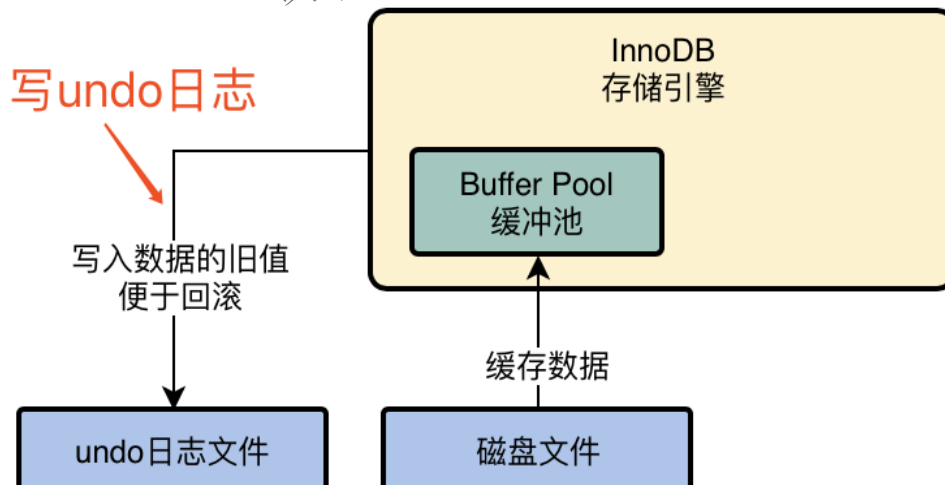 InnoDB
存储引擎
写undo日志
Buffer Pool
缓冲池
写入数据的旧值
便于回滚
缓存数据
undo日志文件
磁盘文件